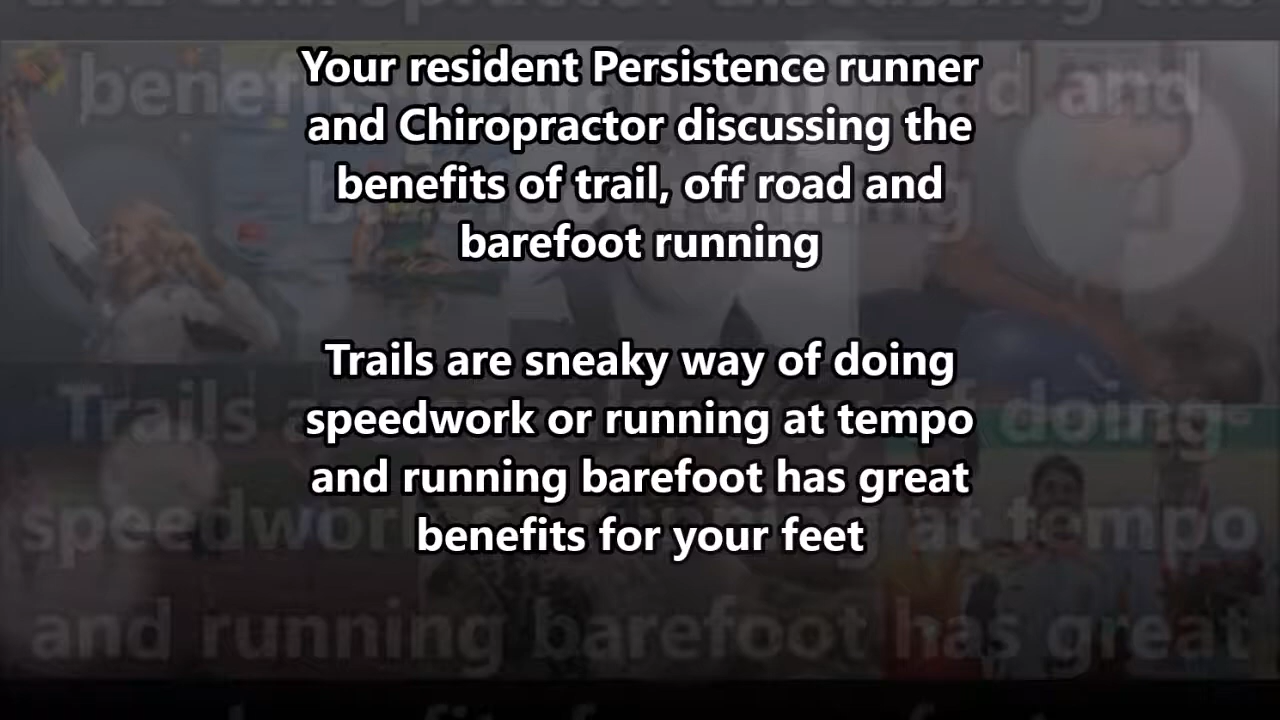 Your resident Persistence runner
and Chiropractor discussing the
benefits of trail, off road and
barefoot running
Trails are sneaky way of doing
speedwork or running at tempo
and running barefoot has great
benefits for your feet